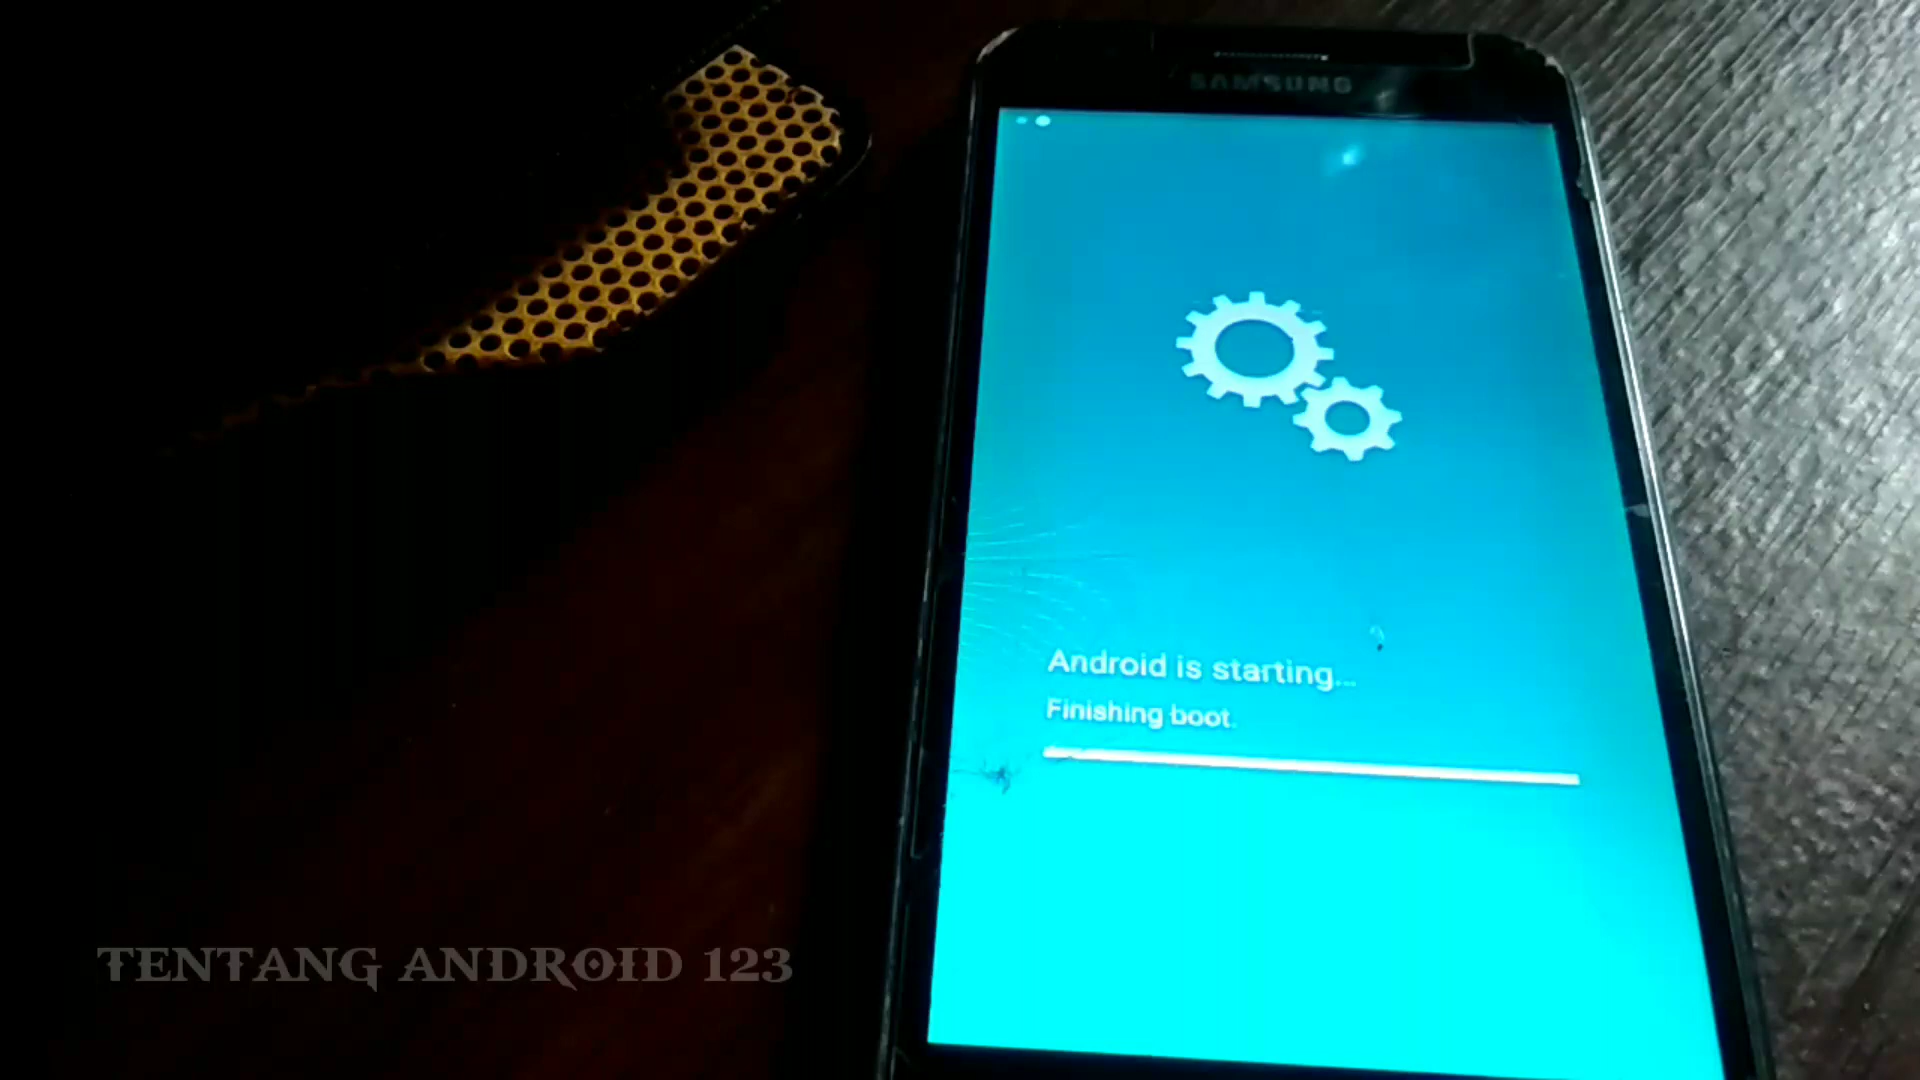 SAMSUNG
Android is starting...
Finishing boot.
TENTANG ANDROID 123